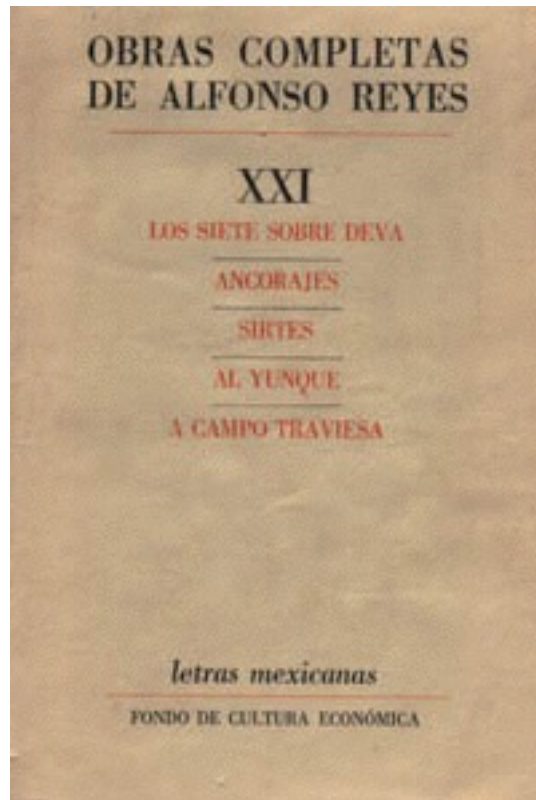 OBRAS COMPLETAS
DE ALFONSO REYES
XXI
LOS SIETE SOBRE DEVA
ANCORAJES
SIRTES
AL YUNQUE
A CAMPO TRAVIESA
letras mexicanas
FONDO DE CULTURA ECONÓMICA